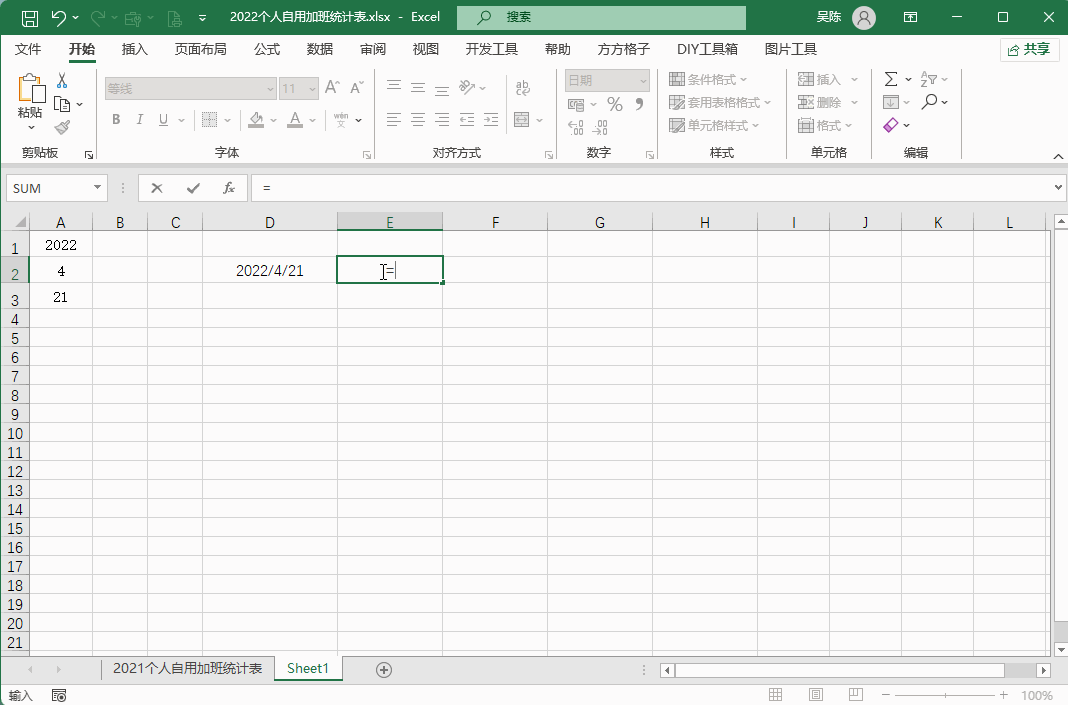 2022个人自用加班统计表.xlsx - Excel 搜索 吴陈
文件 开始 插入 页面布局 公式 数据 审阅 视图 开发工具 帮助 方方格子 DIY工具箱 图片工具 共享
粘贴
等线 11
B I U A wén 文
ab
日期
%
条件格式
套用表格格式
单元格样式
插入
删除
格式
剪贴板 字体 对齐方式 数字 样式 单元格 编辑
SUM fx =
A B C D E F G H I J K L
1 2022
2 4 2022/4/21 =
3 21
4
5
6
7
8
9
10
11
12
13
14
15
16
17
18
19
20
21
2021个人自用加班统计表 Sheet1
输入 100%